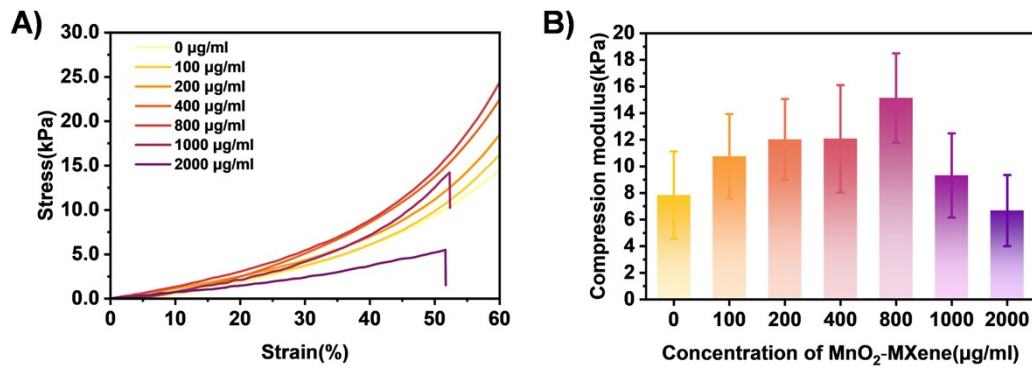 A)
30.0
25.0
20.0
15.0
10.0
5.0
0.0
Stress(kPa)
0 μg/ml
100 μg/ml
200 μg/ml
400 μg/ml
800 μg/ml
1000 μg/ml
2000 μg/ml
0 10 20 30 40 50 60
Strain(%)
B)
20
18
16
14
12
10
8
6
4
2
0
Compression modulus(kPa)
0 100 200 400 800 1000 2000
Concentration of MnO₂-MXene(μg/ml)